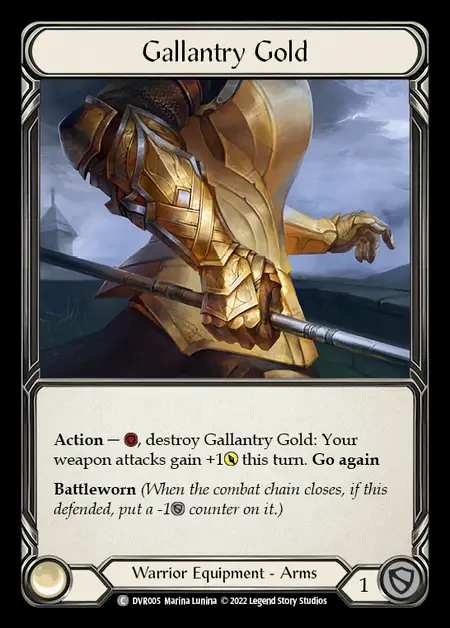 Gallantry Gold
Action — , destroy Gallantry Gold: Your
weapon attacks gain +1 this turn. Go again
Battleworn (When the combat chain closes, if this
defended, put a -1 counter on it.)
Warrior Equipment - Arms
1
C DVR005 Marina Lunina © 2022 Legend Story Studios